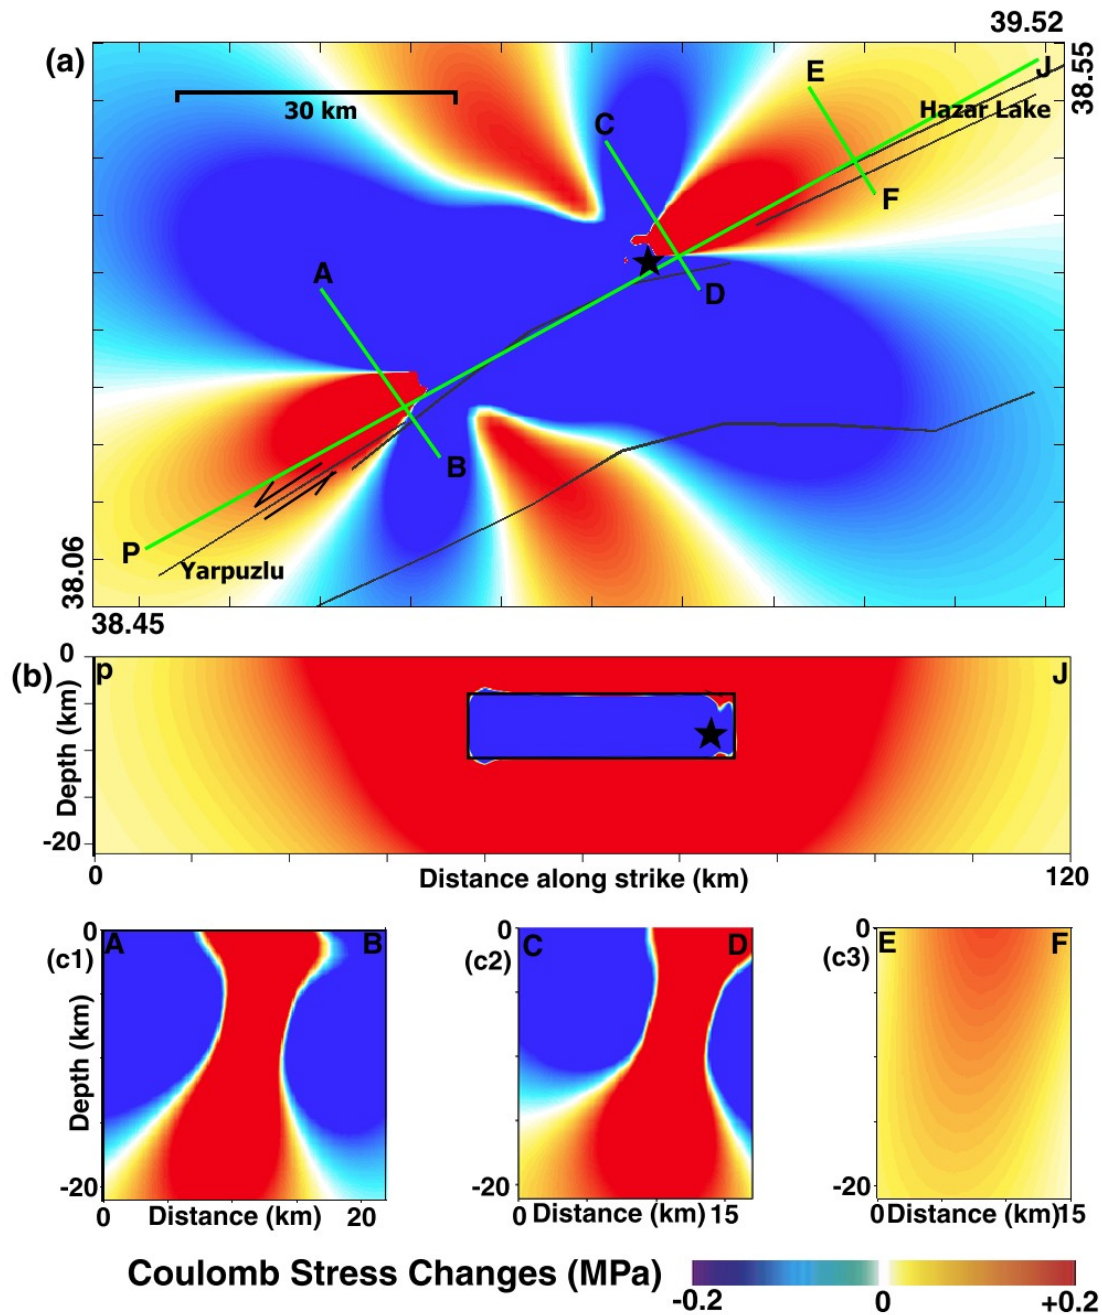 39.52
(a)
30 km
A
B
C
D
E
F
J
Hazar Lake
38.55
P
Yarpuzlu
38.06
38.45
(b)
0
p
J
Depth (km)
-20
0
Distance along strike (km)
120
0
A
B
(c1)
Depth (km)
-20
0
Distance (km)
20
0
C
D
(c2)
-20
0
Distance (km)
15
0
E
F
(c3)
-20
0
Distance (km)
15
Coulomb Stress Changes (MPa)
-0.2
0
+0.2